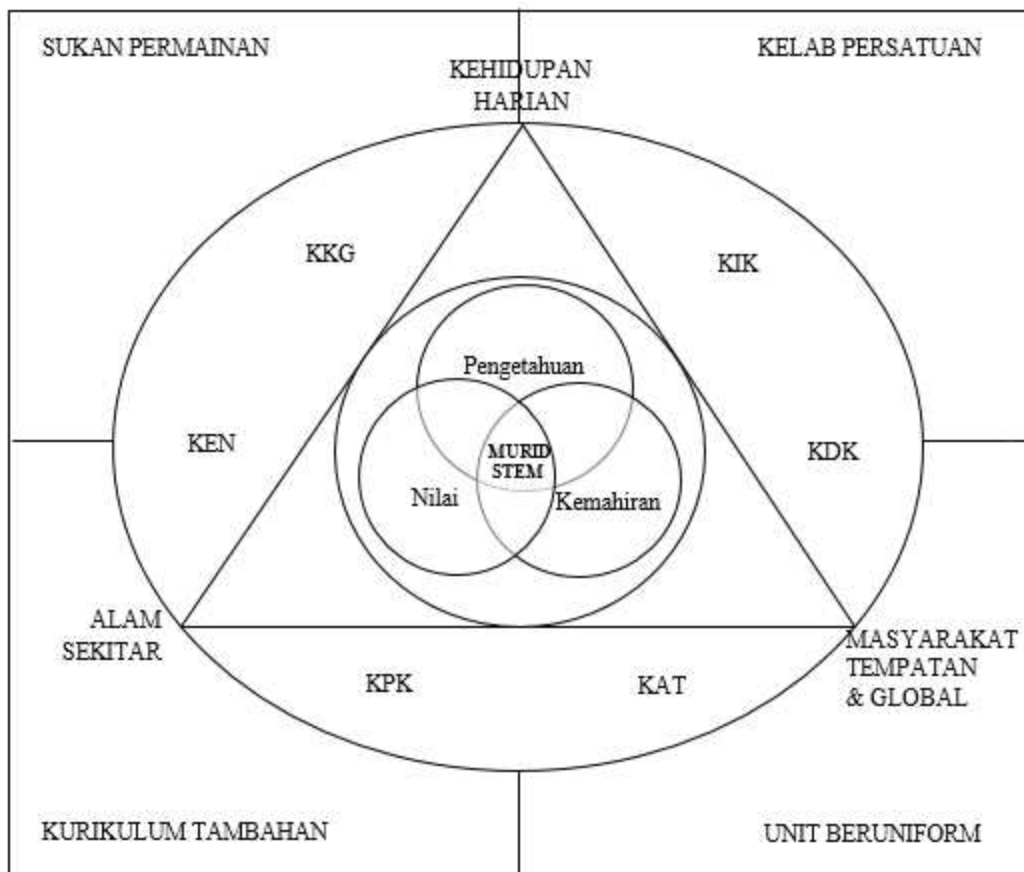 SUKAN PERMAINAN
KELAB PERSATUAN
KEHIDUPAN
HARIAN
KKG
KIK
Pengetahuan
KEN
MURID
STEM
KDK
Nilai
Kemahiran
ALAM
SEKITAR
MASYARAKAT
TEMPATAN
& GLOBAL
KPK
KAT
KURIKULUM TAMBAHAN
UNIT BERUNIFORM